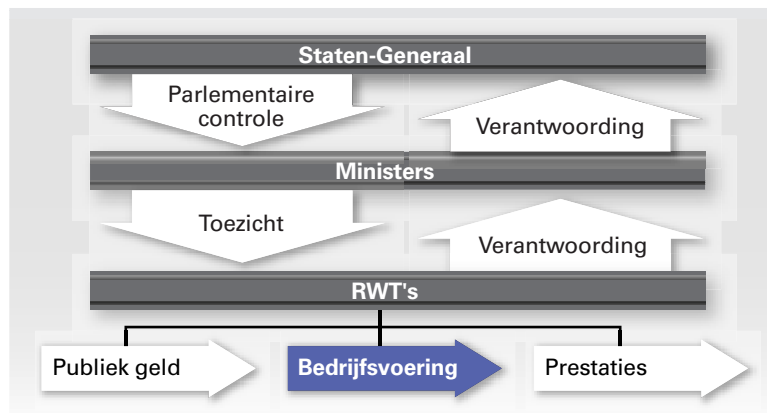 Staten-Generaal
Parlementaire
controle
Verantwoording
Ministers
Toezicht
Verantwoording
RWT's
Publiek geld
Bedrijfsvoering
Prestaties